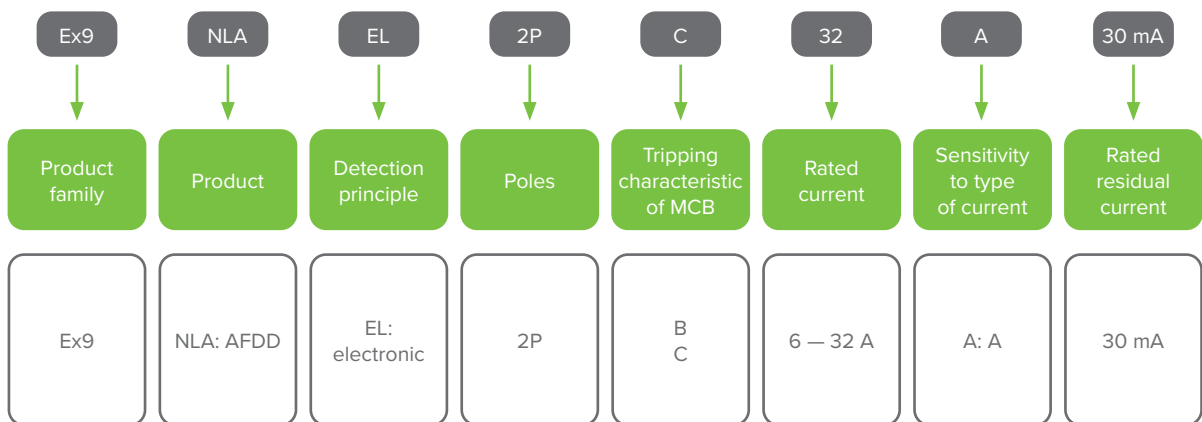 Ex9 NLA EL 2P C 32 A 30 mA
Product
family
Product
Detection
principle
Poles
Tripping
characteristic
of MCB
Rated
current
Sensitivity
to type
of current
Rated
residual
current
Ex9
NLA: AFDD
EL:
electronic
2P
B
C
6 — 32 A
A: A
30 mA